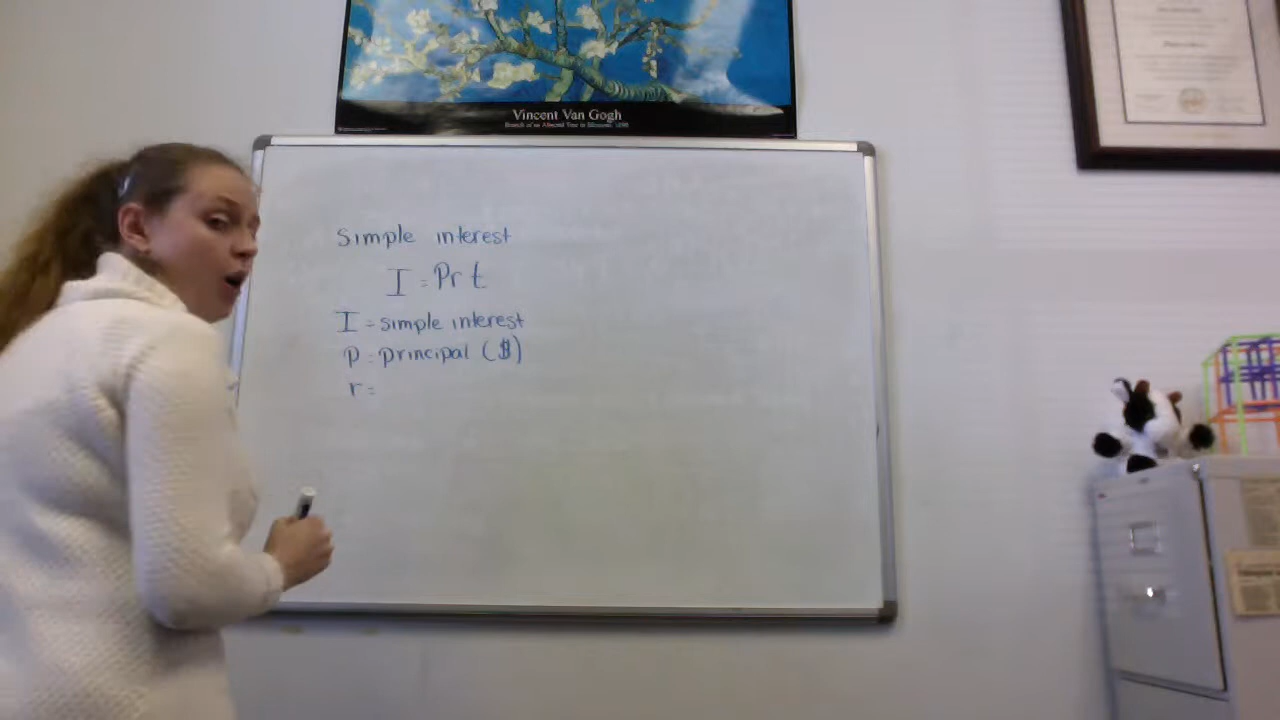 Vincent Van Gogh
Branch of an Almond Tree in Blossom, 1890
Simple interest
I = Prt
I = simple interest
P = principal ($)
r =